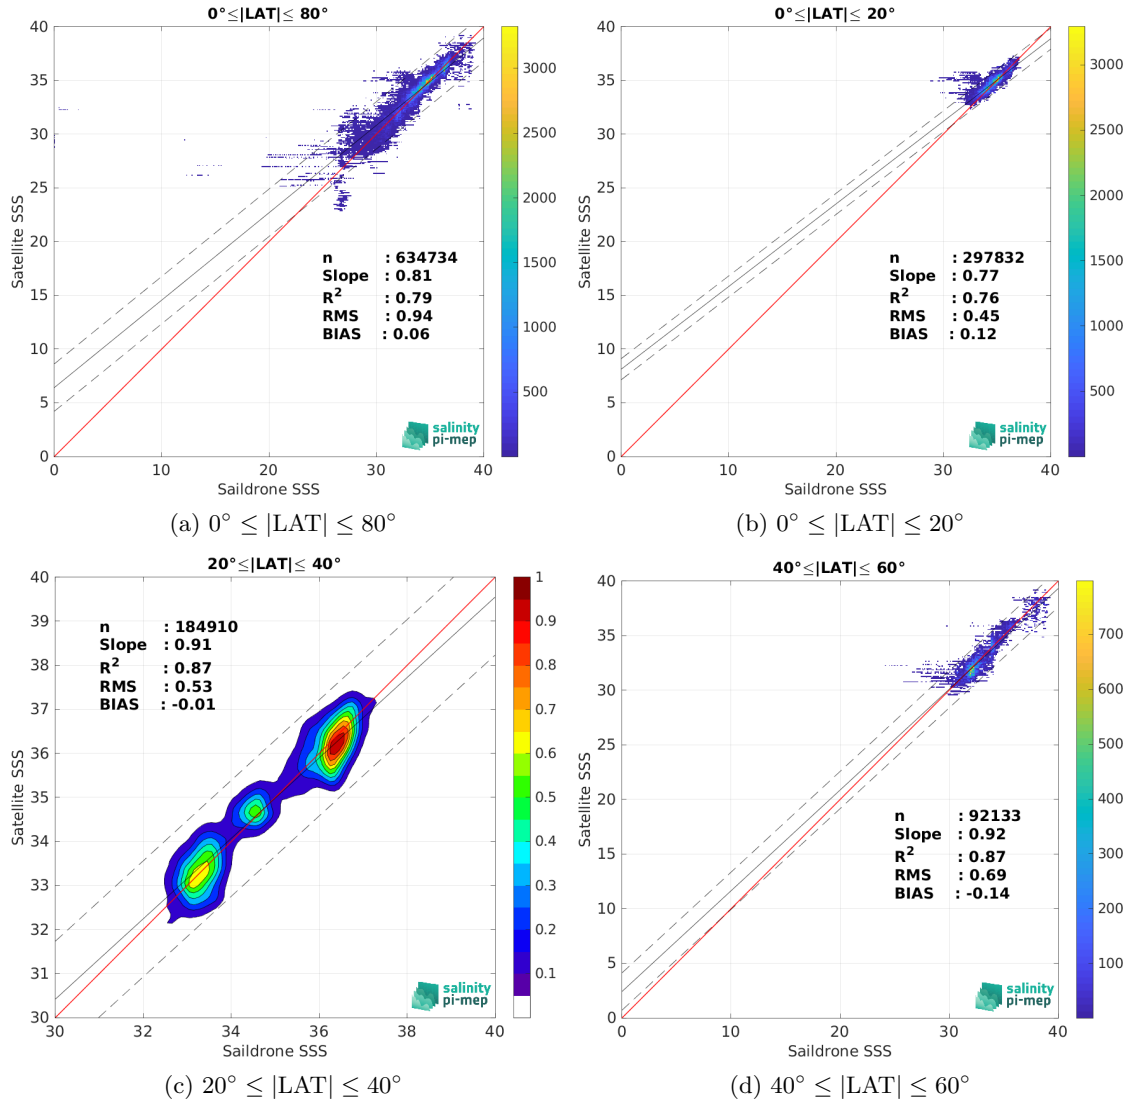 0°≤|LAT|≤ 80°
40
35
30
25
20
15
10
5
0
Satellite SSS
n : 634734
Slope : 0.81
R² : 0.79
RMS : 0.94
BIAS : 0.06
salinity
pi-mep
0 10 20 30 40
Saildrone SSS
3000
2500
2000
1500
1000
500
(a) 0° ≤ |LAT| ≤ 80°
0°≤|LAT|≤ 20°
40
35
30
25
20
15
10
5
0
Satellite SSS
n : 297832
Slope : 0.77
R² : 0.76
RMS : 0.45
BIAS : 0.12
salinity
pi-mep
0 10 20 30 40
Saildrone SSS
3000
2500
2000
1500
1000
500
(b) 0° ≤ |LAT| ≤ 20°
20°≤|LAT|≤ 40°
40
39
38
37
36
35
34
33
32
31
30
Satellite SSS
n : 184910
Slope : 0.91
R² : 0.87
RMS : 0.53
BIAS : -0.01
salinity
pi-mep
30 32 34 36 38 40
Saildrone SSS
1
0.9
0.8
0.7
0.6
0.5
0.4
0.3
0.2
0.1
(c) 20° ≤ |LAT| ≤ 40°
40°≤|LAT|≤ 60°
40
35
30
25
20
15
10
5
0
Satellite SSS
n : 92133
Slope : 0.92
R² : 0.87
RMS : 0.69
BIAS : -0.14
salinity
pi-mep
0 10 20 30 40
Saildrone SSS
700
600
500
400
300
200
100
(d) 40° ≤ |LAT| ≤ 60°